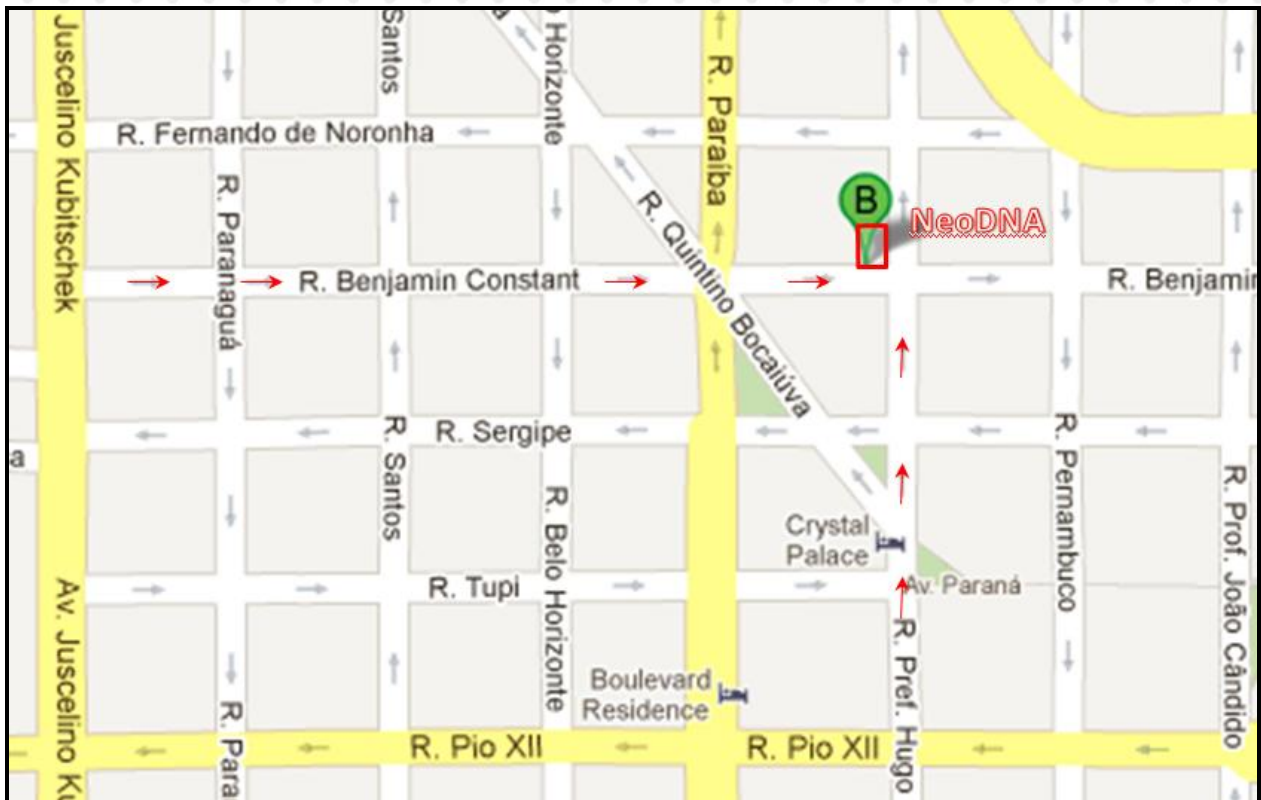 Juscelino Kubitschek
Santos
Horizonte
R. Paraíba
R. Fernando de Noronha
R. Paranaguá
R. Quintino Bocaiúva
B
NeoDNA
R. Benjamin Constant
R. Benjamin
R. Santos
R. Sergipe
a
R. Pernambuco
R. Prof. João Cândido
R. Belo Horizonte
Crystal
Palace
Av. Juscelino Ku
R. Tupi
Av. Paraná
R. Pref. Hugo
Boulevard
Residence
R. Para
R. Pio XII
R. Pio XII